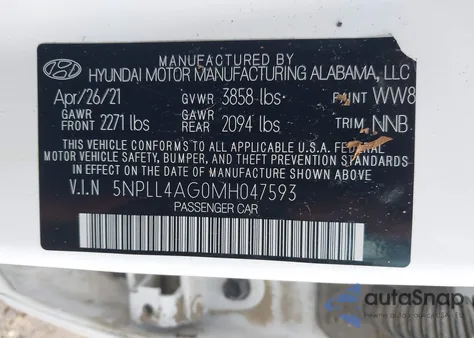 MANUFACTURED BY
HYUNDAI MOTOR MANUFACTURING ALABAMA, LLC
Apr/26/21 GVWR 3858 lbs. WW8
GAWR FRONT 2271 lbs GAWR REAR 2094 lbs TRIM NNB
THIS VEHICLE CONFORMS TO ALL APPLICABLE U.S.A. FEDERAL
MOTOR VEHICLE SAFETY, BUMPER, AND THEFT PREVENTION STANDARDS
IN EFFECT ON THE DATE OF MANUFACTURE SHOWN ABOVE.
V.I.N 5NPLL4AG0MH047593
PASSENGER CAR
autoSnap